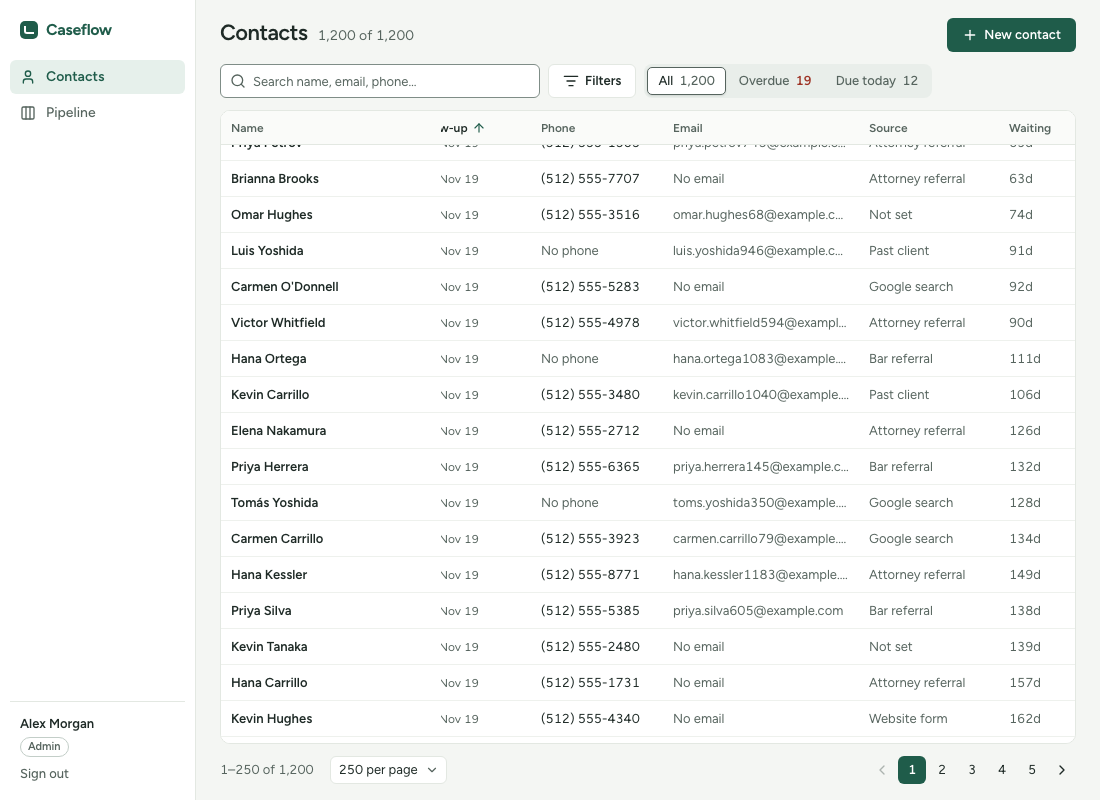 Caseflow
Contacts
Pipeline
Alex Morgan
Admin
Sign out
Contacts 1,200 of 1,200
New contact
Search name, email, phone...
Filters
All 1,200 Overdue 19 Due today 12
Name w-up Phone Email Source Waiting
Brianna Brooks Nov 19 (512) 555-7707 No email Attorney referral 63d
Omar Hughes Nov 19 (512) 555-3516 omar.hughes68@example.c... Not set 74d
Luis Yoshida Nov 19 No phone luis.yoshida946@example.c... Past client 91d
Carmen O'Donnell Nov 19 (512) 555-5283 No email Google search 92d
Victor Whitfield Nov 19 (512) 555-4978 victor.whitfield594@exampl... Attorney referral 90d
Hana Ortega Nov 19 No phone hana.ortega1083@example.... Bar referral 111d
Kevin Carrillo Nov 19 (512) 555-3480 kevin.carrillo1040@example.... Past client 106d
Elena Nakamura Nov 19 (512) 555-2712 No email Attorney referral 126d
Priya Herrera Nov 19 (512) 555-6365 priya.herrera145@example.c... Bar referral 132d
Tomás Yoshida Nov 19 No phone toms.yoshida350@example.... Google search 128d
Carmen Carrillo Nov 19 (512) 555-3923 carmen.carrillo79@example.... Google search 134d
Hana Kessler Nov 19 (512) 555-8771 hana.kessler1183@example.... Attorney referral 149d
Priya Silva Nov 19 (512) 555-5385 priya.silva605@example.com Bar referral 138d
Kevin Tanaka Nov 19 (512) 555-2480 No email Not set 139d
Hana Carrillo Nov 19 (512) 555-1731 No email Attorney referral 157d
Kevin Hughes Nov 19 (512) 555-4340 No email Website form 162d
1–250 of 1,200 250 per page 1 2 3 4 5